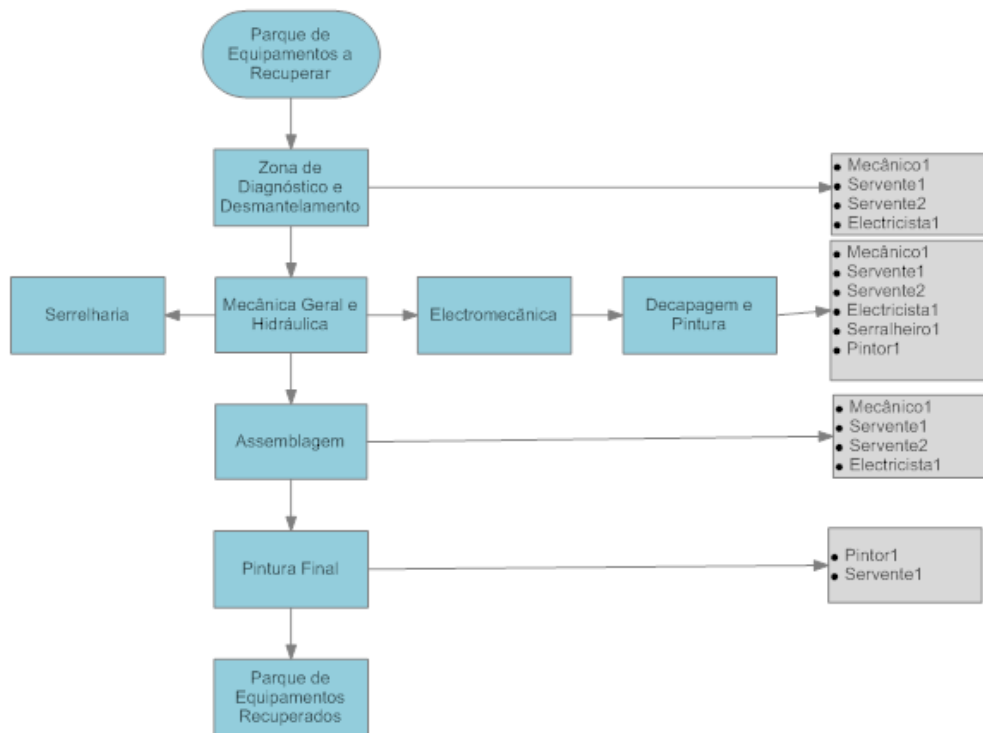 Parque de
Equipamentos a
Recuperar
Zona de
Diagnóstico e
Desmantelamento
• Mecânico1
• Servente1
• Servente2
• Electricista1
Serrelharia
Mecânica Geral e
Hidráulica
Electromecãnica
Decapagem e
Pintura
• Mecânico1
• Servente1
• Servente2
• Electricista1
• Serralheiro1
• Pintor1
Assemblagem
• Mecânico1
• Servente1
• Servente2
• Electricista1
Pintura Final
• Pintor1
• Servente1
Parque de
Equipamentos
Recuperados